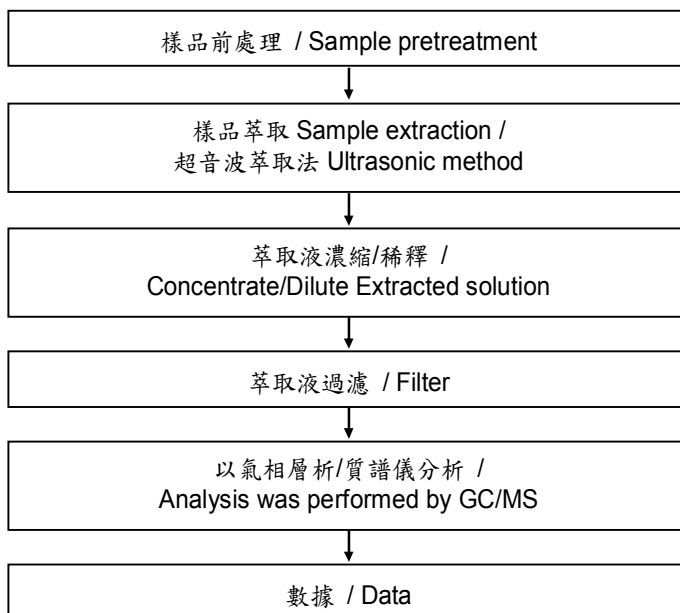 樣品前處理 / Sample pretreatment
樣品萃取 Sample extraction /
超音波萃取法 Ultrasonic method
萃取液濃縮/稀釋 /
Concentrate/Dilute Extracted solution
萃取液過濾 / Filter
以氣相層析/質譜儀分析 /
Analysis was performed by GC/MS
數據 / Data